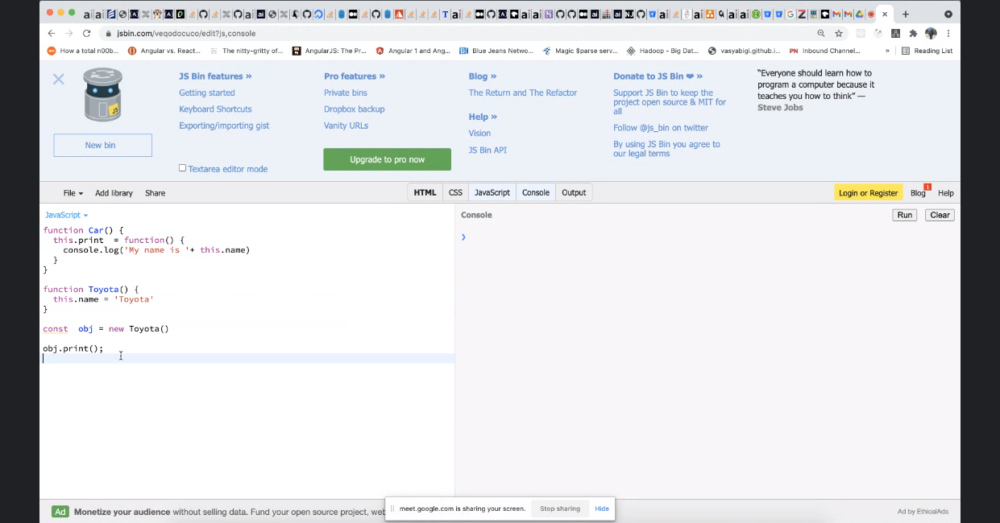 jsbin.com/veqodocuco/edit?js,console
How a total n00b...
Angular vs. React...
The nitty-gritty of...
AngularJS: The Pr...
Angular 1 and Ang...
Blue Jeans Netwo...
Magic $parse serv...
Hadoop - Big Dat...
vasyabigi.github.i...
PN Inbound Channel...
»
Reading List
JS
New bin
JS Bin features »
Getting started
Keyboard Shortcuts
Exporting/importing gist
Textarea editor mode
Pro features »
Private bins
Dropbox backup
Vanity URLs
Upgrade to pro now
Blog »
The Return and The Refactor
Help »
Vision
JS Bin API
Donate to JS Bin ❤ »
Support JS Bin to keep the
project open source & MIT for
all
Follow @js_bin on twitter
By using JS Bin you agree to
our legal terms
“Everyone should learn how to
program a computer because it
teaches you how to think” —
Steve Jobs
File Add library Share
HTML CSS JavaScript Console Output
Login or Register Blog 1 Help
JavaScript
function Car() {
  this.print  = function() {
    console.log('My name is '+ this.name)
  }
}
function Toyota() {
  this.name = 'Toyota'
}
const  obj = new Toyota()
obj.print();
Console
Run Clear
Ad Monetize your audience without selling data. Fund your open source project,
meet.google.com is sharing your screen. Stop sharing Hide
Ad by EthicalAds